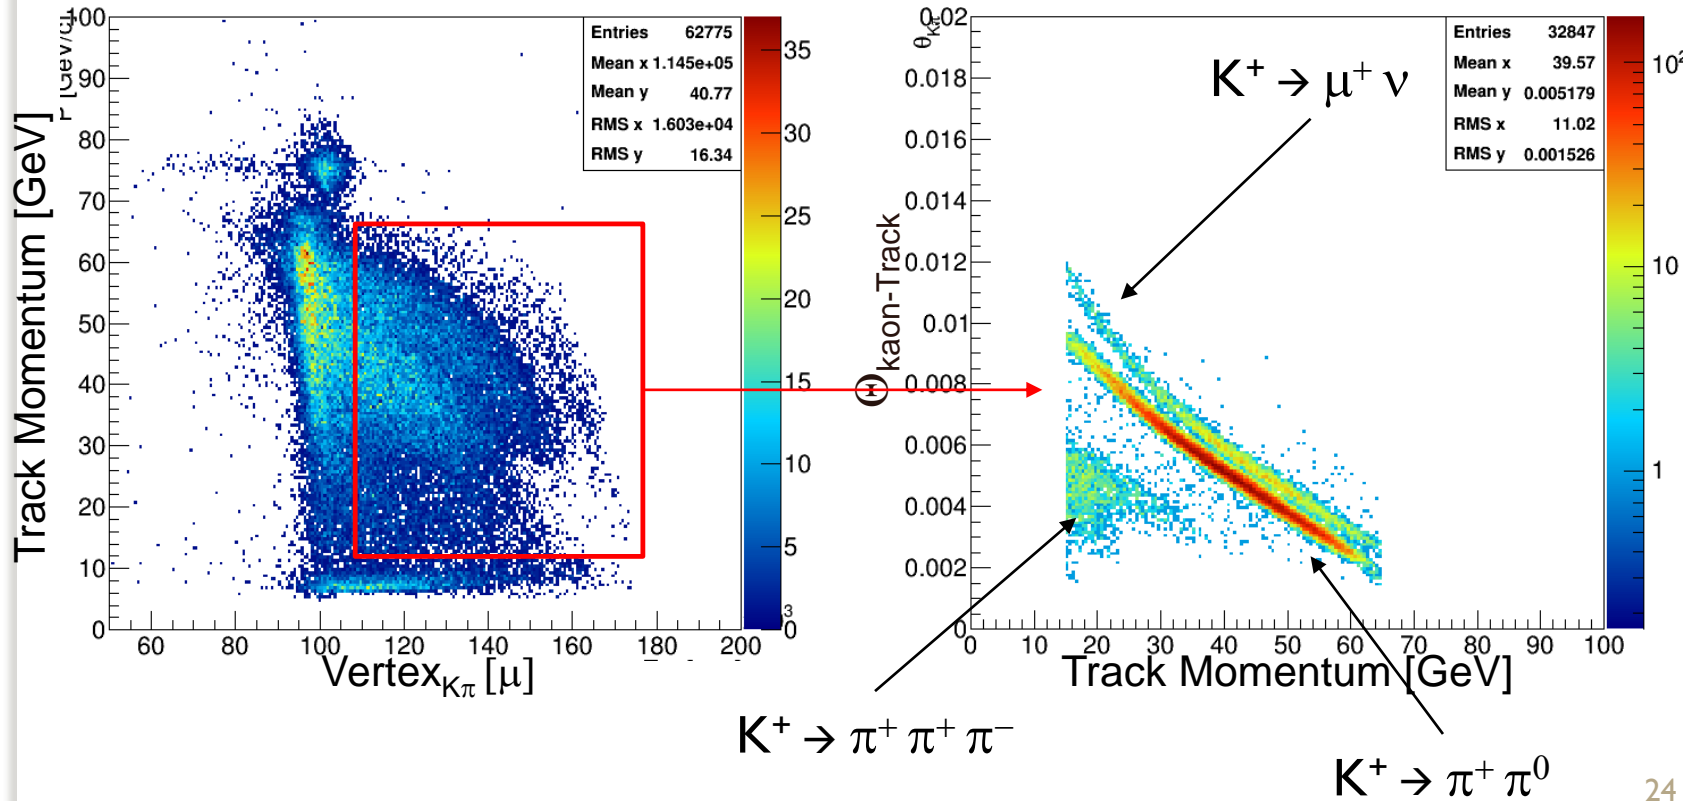 P [GeV/c]
Track Momentum [GeV]
100
90
80
70
60
50
40
30
20
10
0
60 80 100 120 140 160 180 200
Vertex_Kπ [μ]
Entries 62775
Mean x 1.145e+05
Mean y 40.77
RMS x 1.603e+04
RMS y 16.34
35
30
25
20
15
10
5
0
3
θ_Kπ
Θ_kaon-Track
0.02
0.018
0.016
0.014
0.012
0.01
0.008
0.006
0.004
0.002
0
0 10 20 30 40 50 60 70 80 90 100
Track Momentum [GeV]
Entries 32847
Mean x 39.57
Mean y 0.005179
RMS x 11.02
RMS y 0.001526
10²
10
1
K⁺ → μ⁺ ν
K⁺ → π⁺ π⁺ π⁻
K⁺ → π⁺ π⁰
24